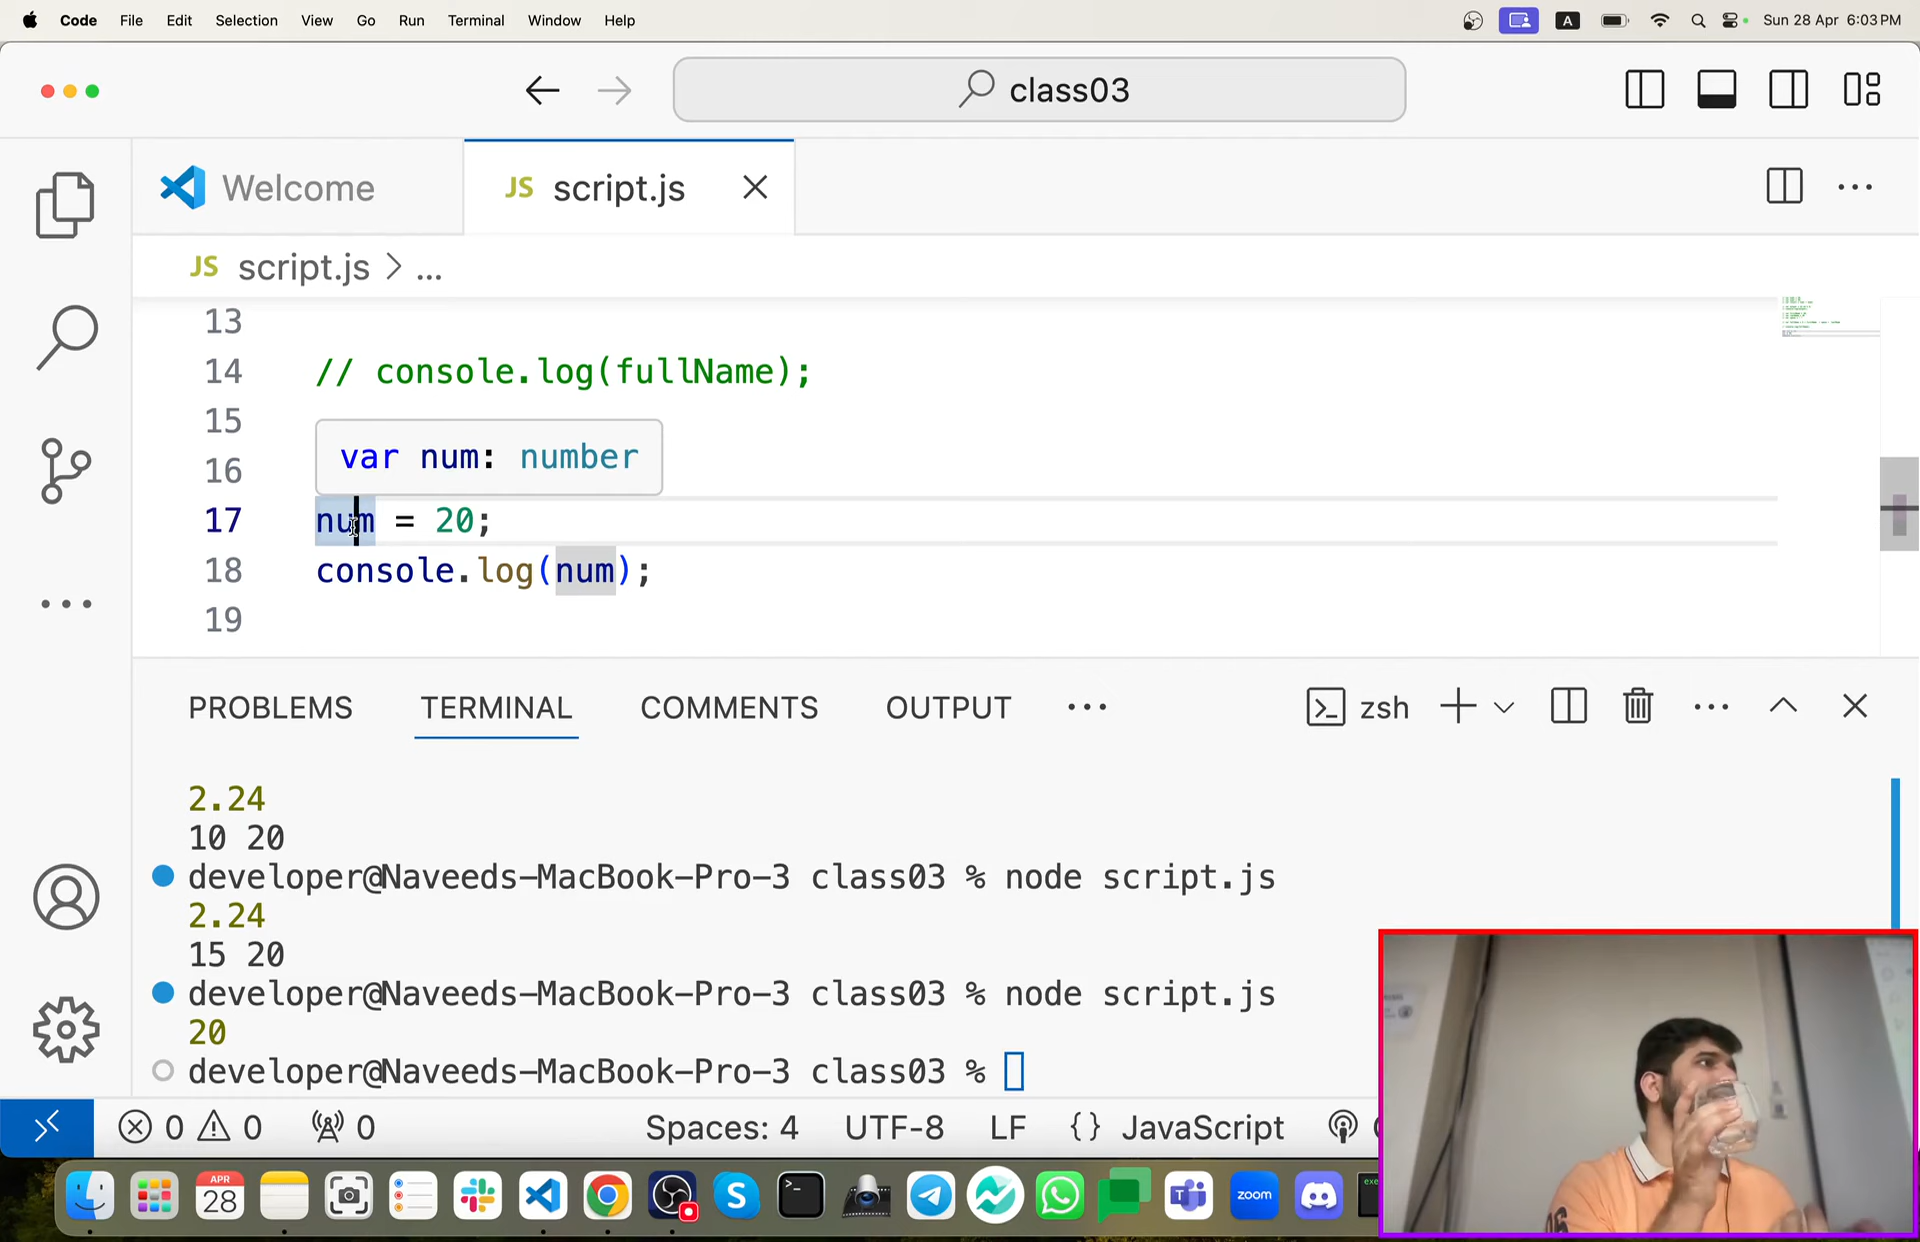 Code File Edit Selection View Go Run Terminal Window Help A Sun 28 Apr 6:03 PM
class03
Welcome JS script.js
JS script.js > ...
13
14 // console.log(fullName);
15
var num: number
16
17 num = 20;
18 console.log(num);
19
PROBLEMS TERMINAL COMMENTS OUTPUT ... zsh
2.24
10 20
developer@Naveeds-MacBook-Pro-3 class03 % node script.js
2.24
15 20
developer@Naveeds-MacBook-Pro-3 class03 % node script.js
20
developer@Naveeds-MacBook-Pro-3 class03 %
0 0 0 Spaces: 4 UTF-8 LF {} JavaScript
APR
28 zoom exec